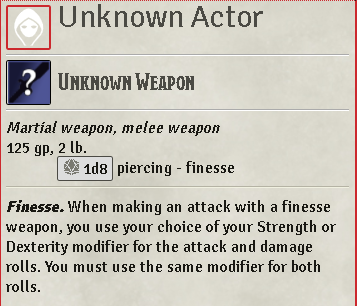 Unknown Actor
?
Unknown Weapon
Martial weapon, melee weapon
125 gp, 2 lb.
1d8 piercing - finesse
Finesse. When making an attack with a finesse
weapon, you use your choice of your Strength or
Dexterity modifier for the attack and damage
rolls. You must use the same modifier for both
rolls.